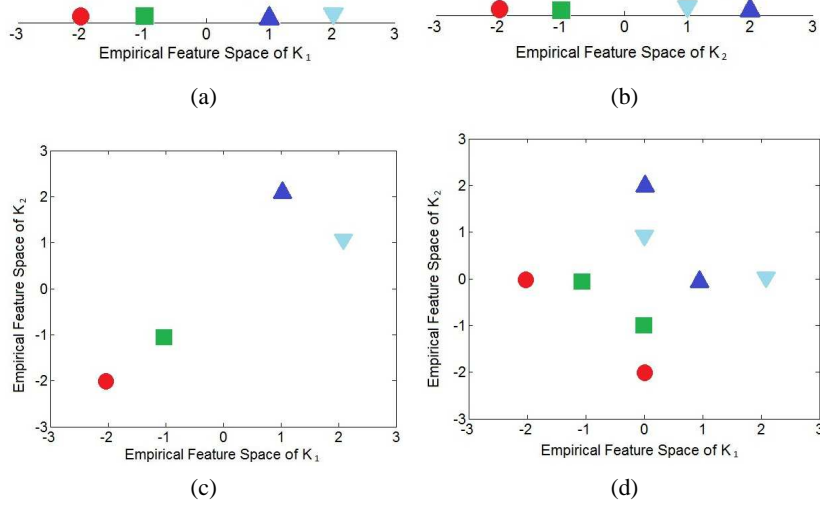 -3 -2 -1 0 1 2 3
Empirical Feature Space of K1
(a)
-3 -2 -1 0 1 2 3
Empirical Feature Space of K2
(b)
3
2
1
0
-1
-2
-3
-3 -2 -1 0 1 2 3
Empirical Feature Space of K2
Empirical Feature Space of K1
(c)
3
2
1
0
-1
-2
-3
-3 -2 -1 0 1 2 3
Empirical Feature Space of K2
Empirical Feature Space of K1
(d)